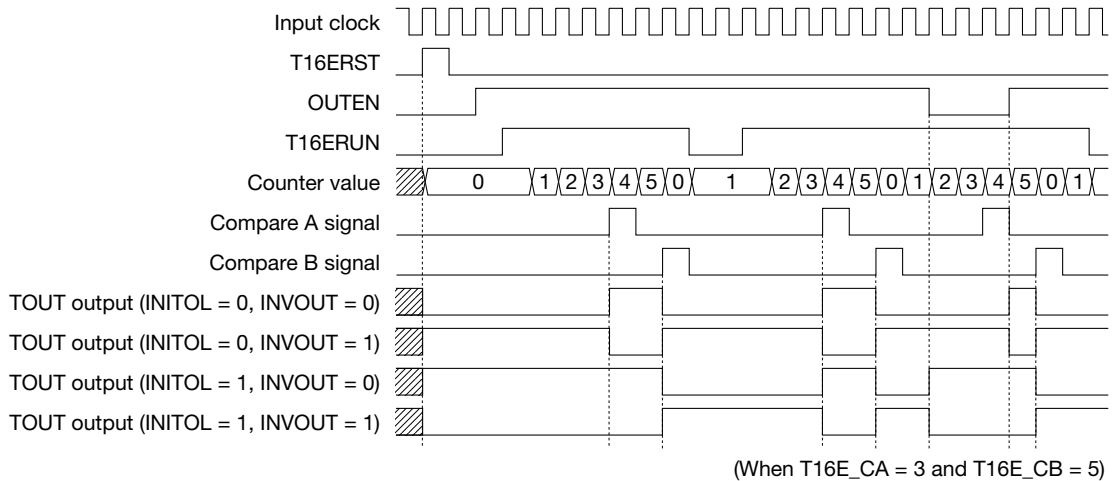 Input clock
T16ERST
OUTEN
T16ERUN
Counter value 0 1 2 3 4 5 0 1 2 3 4 5 0 1 2 3 4 5 0 1
Compare A signal
Compare B signal
TOUT output (INITOL = 0, INVOUT = 0)
TOUT output (INITOL = 0, INVOUT = 1)
TOUT output (INITOL = 1, INVOUT = 0)
TOUT output (INITOL = 1, INVOUT = 1)
(When T16E_CA = 3 and T16E_CB = 5)